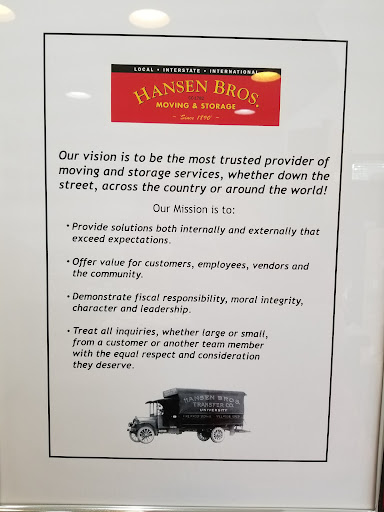 LOCAL • INTERSTATE • INTERNATIONAL
HANSEN BROS.
MOVING & STORAGE
~ Since 1890 ~
Our vision is to be the most trusted provider of
moving and storage services, whether down the
street, across the country or around the world!
Our Mission is to:
• Provide solutions both internally and externally that
exceed expectations.
• Offer value for customers, employees, vendors and
the community.
• Demonstrate fiscal responsibility, moral integrity,
character and leadership.
• Treat all inquiries, whether large or small,
from a customer or another team member
with the equal respect and consideration
they deserve.
HANSEN BROS.
TRANSFER CO.
UNIVERSITY